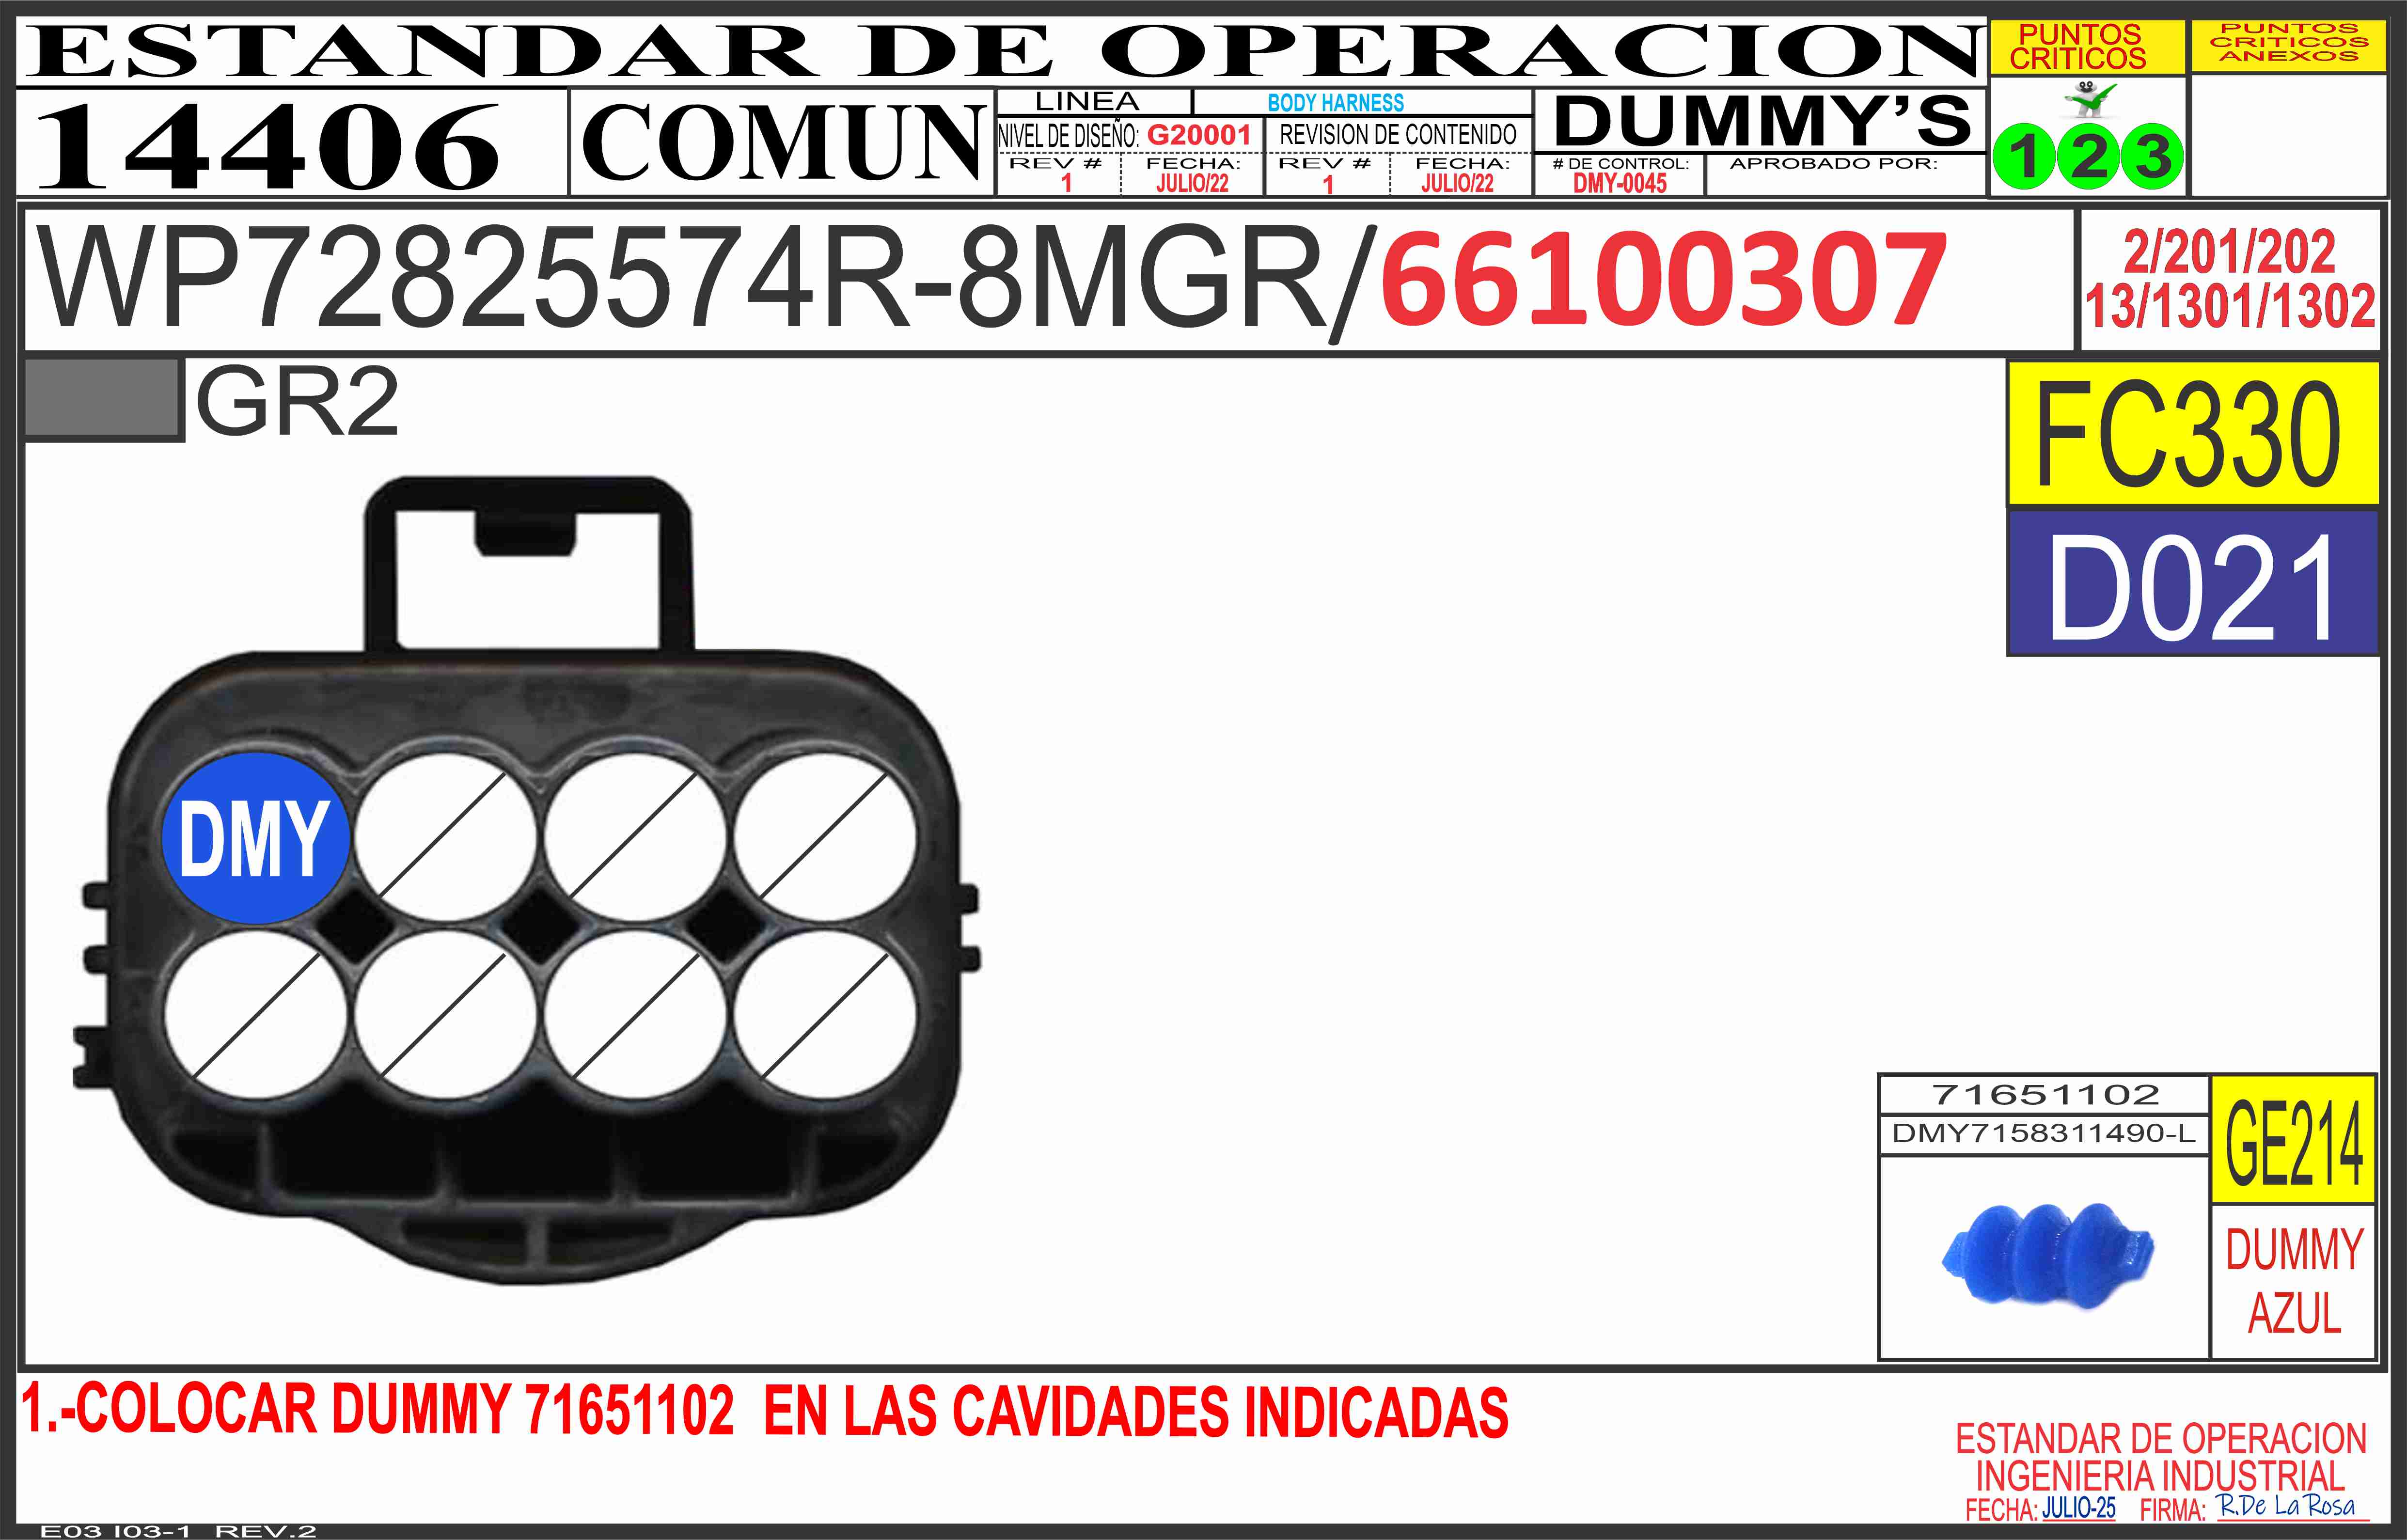 ESTANDAR DE OPERACION
PUNTOS
CRITICOS
PUNTOS
CRITICOS
ANEXOS
14406
COMUN
LINEA
BODY HARNESS
NIVEL DE DISEÑO: G20001
REVISION DE CONTENIDO
REV #
1
FECHA:
JULIO/22
REV #
1
FECHA:
JULIO/22
DUMMY'S
# DE CONTROL:
DMY-0045
APROBADO POR:
1 2 3
WP72825574R-8MGR/66100307
2/201/202
13/1301/1302
GR2
FC330
D021
DMY
71651102
DMY7158311490-L
GE214
DUMMY
AZUL
1.-COLOCAR DUMMY 71651102 EN LAS CAVIDADES INDICADAS
ESTANDAR DE OPERACION
INGENIERIA INDUSTRIAL
FECHA: JULIO-25 FIRMA: R.De La Rosa
E03 I03-1 REV.2